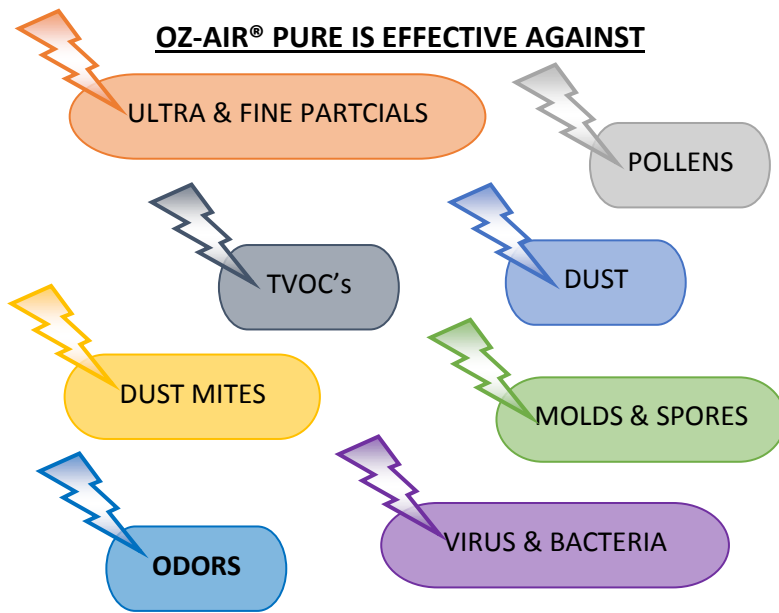 OZ-AIR® PURE IS EFFECTIVE AGAINST
ULTRA & FINE PARTCIALS
POLLENS
TVOC's
DUST
DUST MITES
MOLDS & SPORES
ODORS
VIRUS & BACTERIA